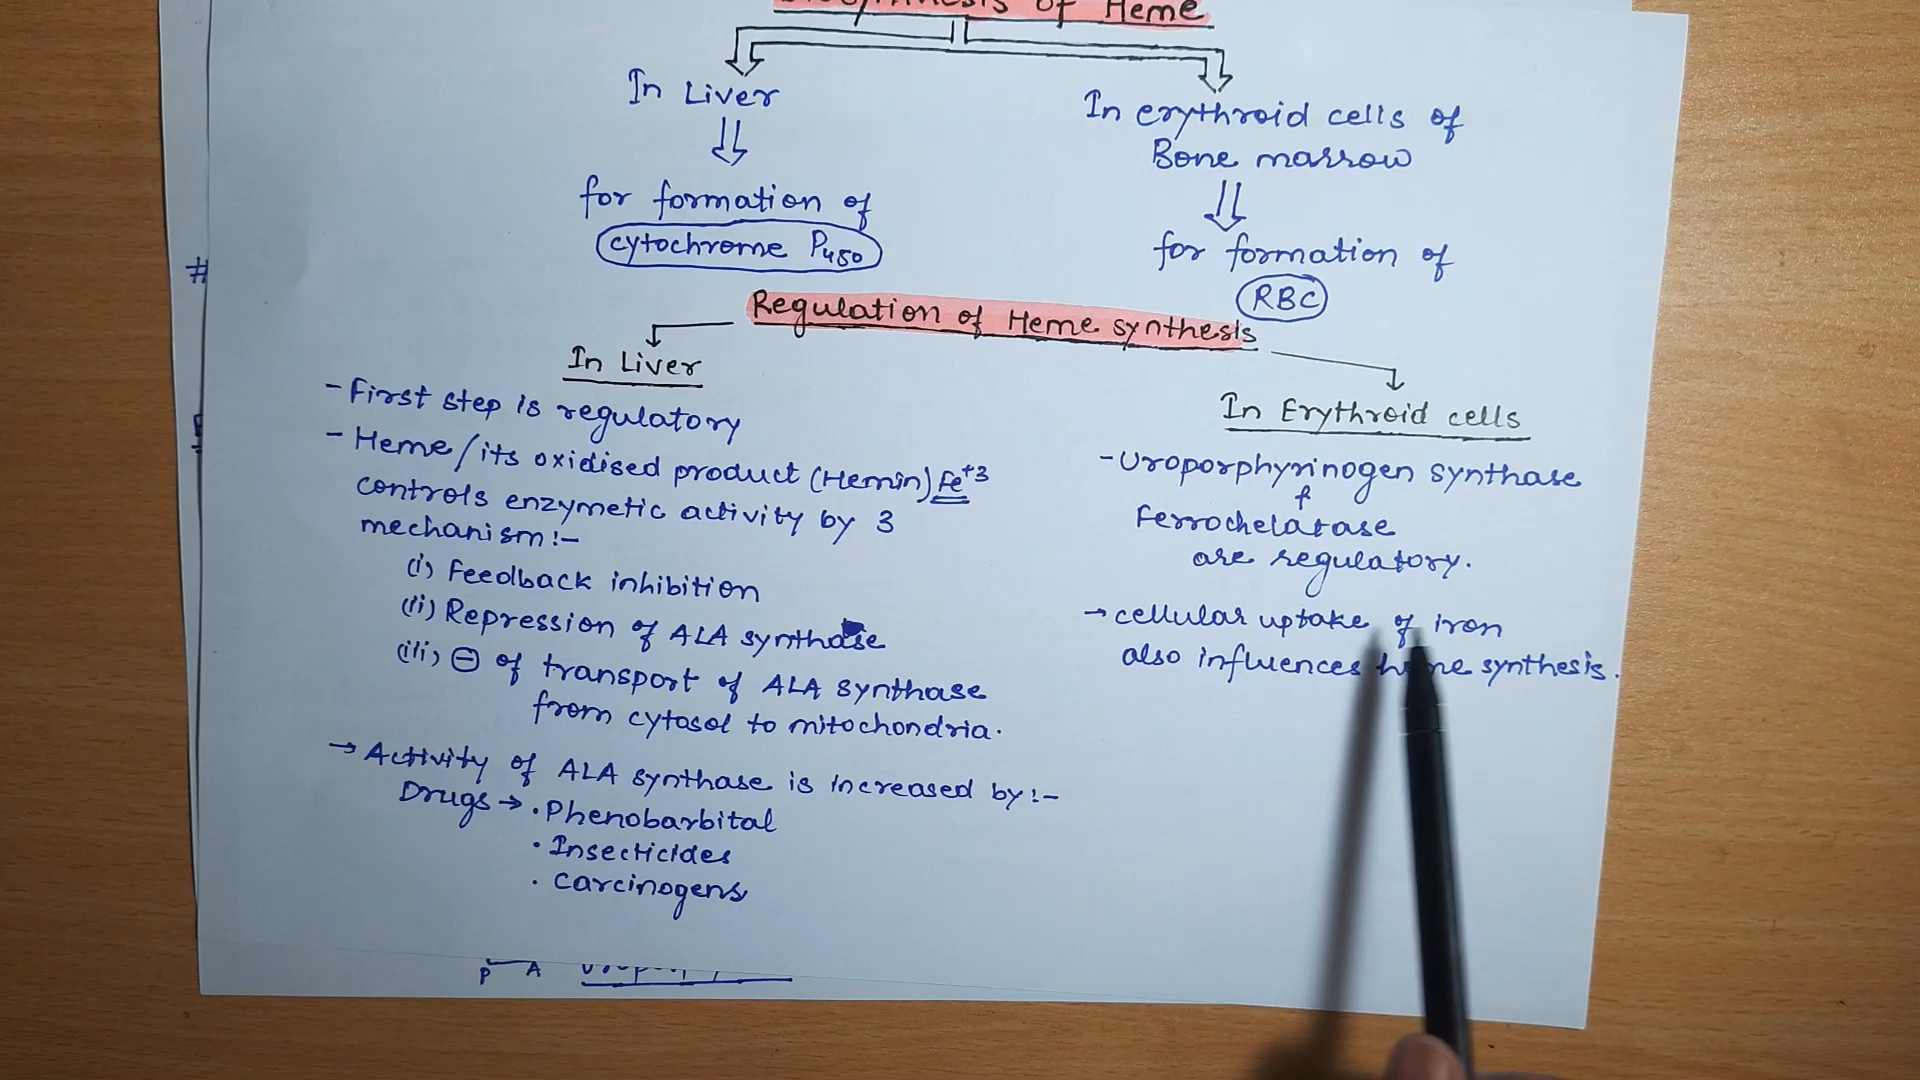 Biosynthesis of Heme
In Liver
for formation of
cytochrome P450
In erythroid cells of
Bone marrow
for formation of
RBC
Regulation of Heme synthesis
In Liver
- First step is regulatory
- Heme/its oxidised product (Hemin) Fe+3
controls enzymetic activity by 3
mechanism:-
(i) Feedback inhibition
(ii) Repression of ALA synthase
(iii) ⊖ of transport of ALA synthase
from cytosol to mitochondria.
→ Activity of ALA synthase is increased by:-
Drugs → • Phenobarbital
• Insecticides
• Carcinogens
In Erythroid cells
- Uroporphyrinogen synthase
f
Ferrochelatase
are regulatory.
→ cellular uptake of iron
also influences heme synthesis.
#
P A